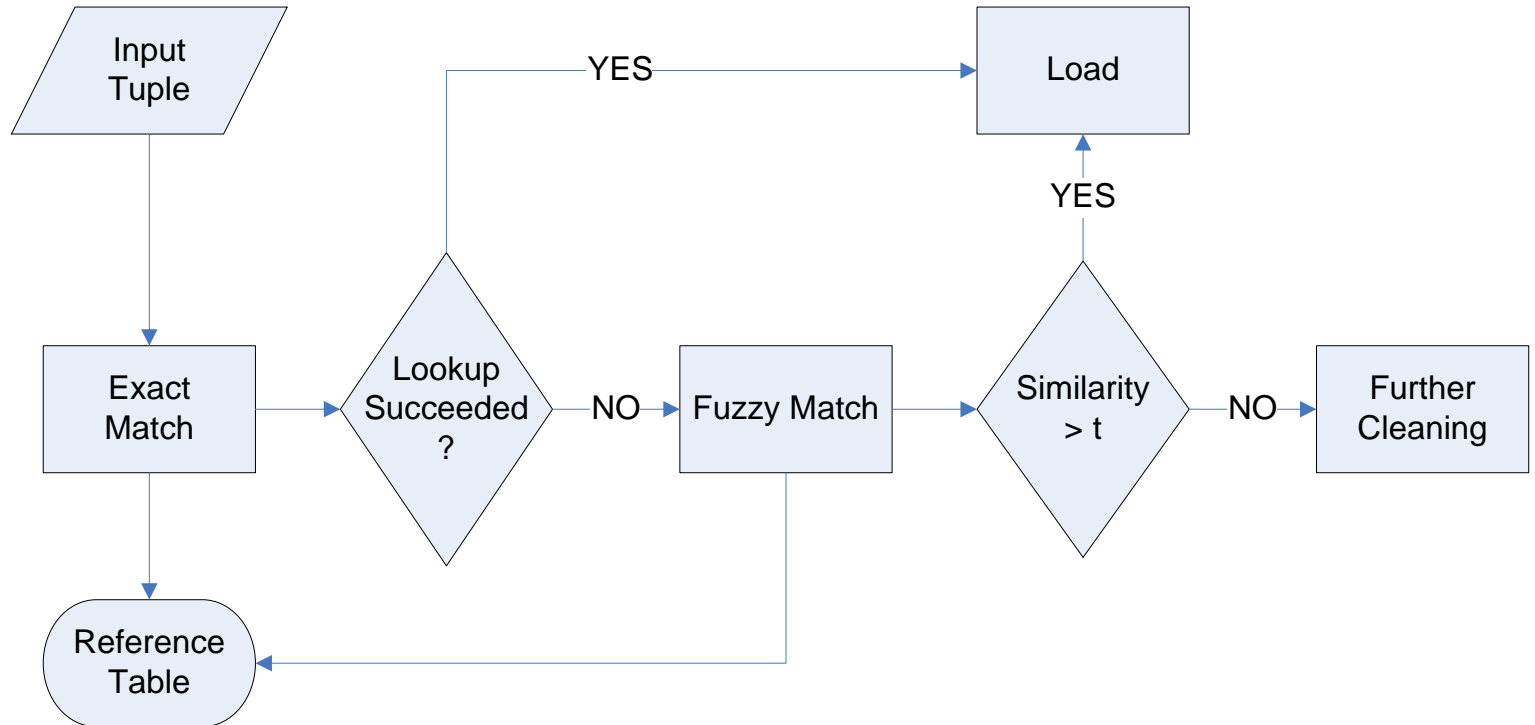 Input
Tuple
YES
Load
YES
Exact
Match
Lookup
Succeeded
?
NO
Fuzzy Match
Similarity
> t
NO
Further
Cleaning
Reference
Table